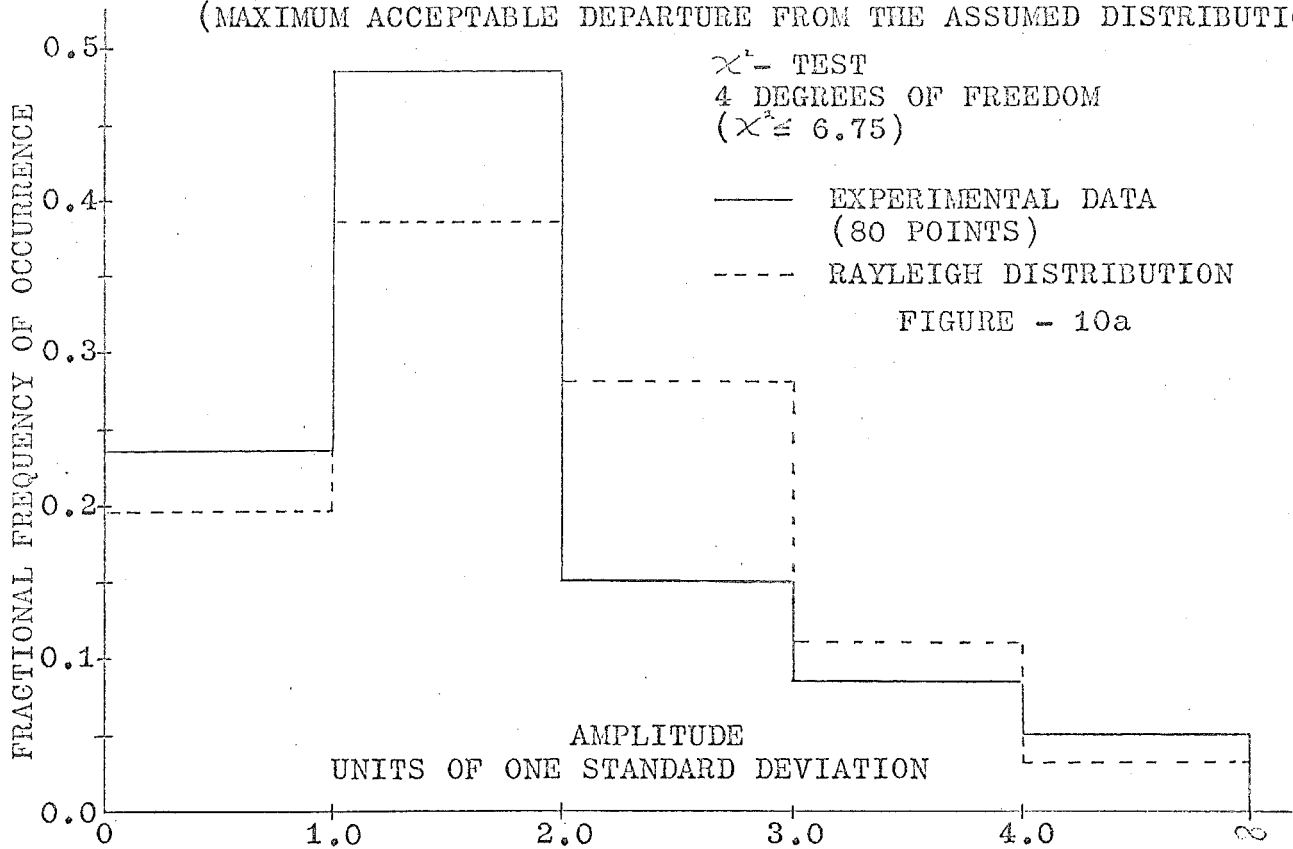 (MAXIMUM ACCEPTABLE DEPARTURE FROM THE ASSUMED DISTRIBUTI
χ²- TEST
4 DEGREES OF FREEDOM
(χ²≤ 6.75)
EXPERIMENTAL DATA
(80 POINTS)
RAYLEIGH DISTRIBUTION
FIGURE - 10a
FRACTIONAL FREQUENCY OF OCCURRENCE
0.5
0.4
0.3
0.2
0.1
0.0
AMPLITUDE
UNITS OF ONE STANDARD DEVIATION
0 1.0 2.0 3.0 4.0 ∞